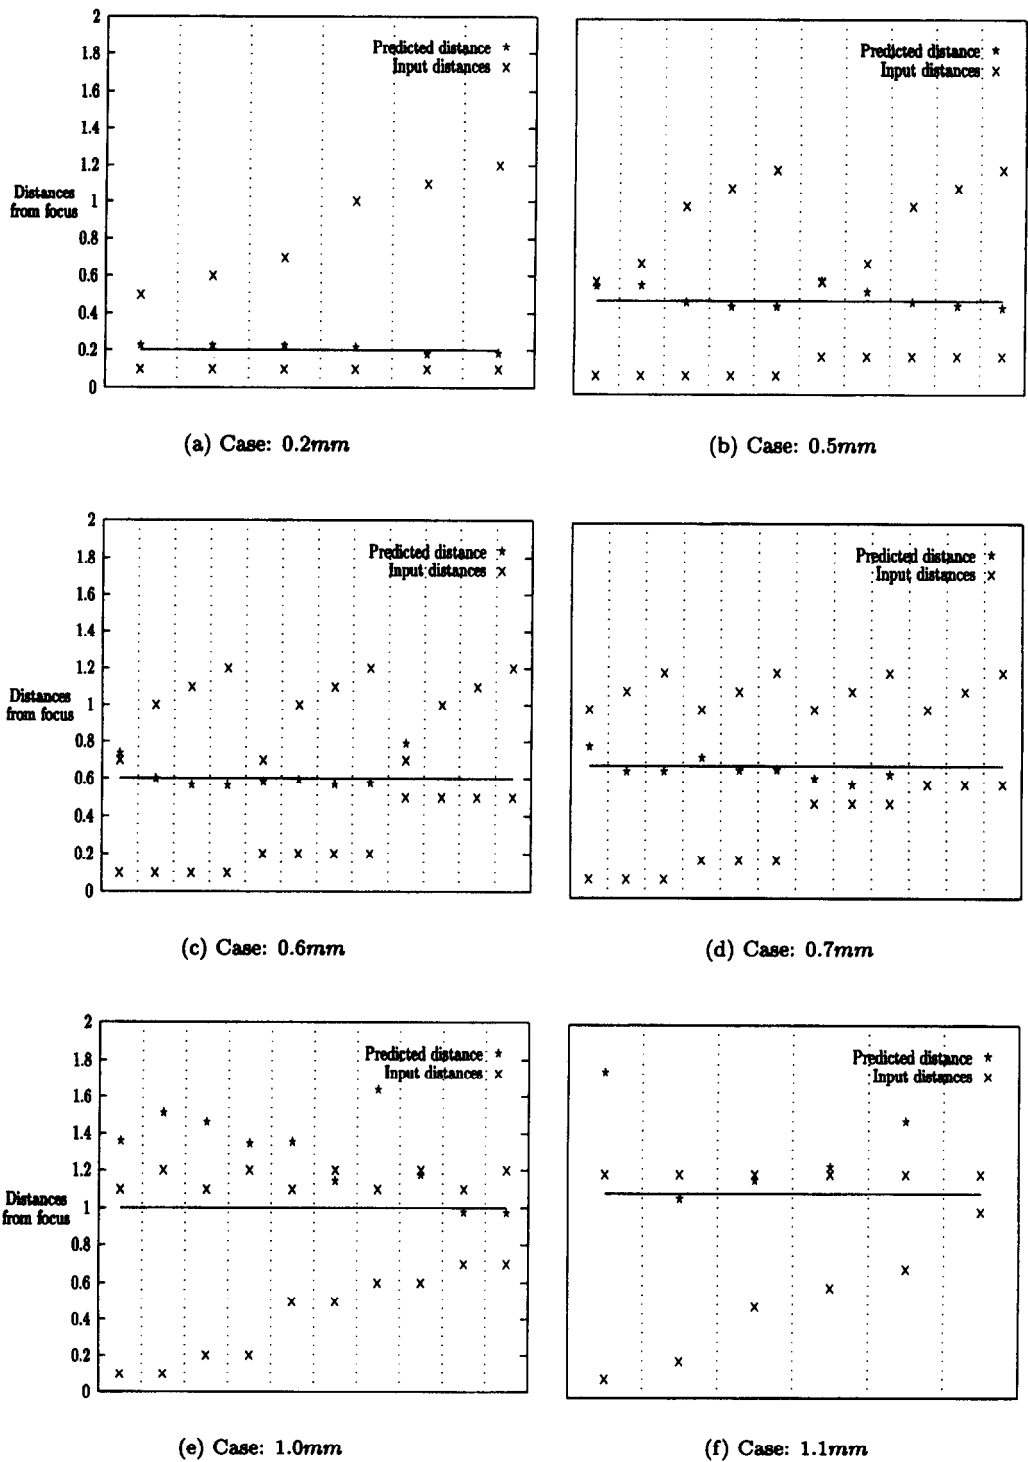 2
1.8
1.6
1.4
1.2
1
0.8
0.6
0.4
0.2
0
Distances
from focus
Predicted distance
Input distances
(a) Case: 0.2mm
Predicted distance
Input distances
(b) Case: 0.5mm
2
1.8
1.6
1.4
1.2
1
0.8
0.6
0.4
0.2
0
Distances
from focus
Predicted distance
Input distances
(c) Case: 0.6mm
Predicted distance
Input distances
(d) Case: 0.7mm
2
1.8
1.6
1.4
1.2
1
0.8
0.6
0.4
0.2
0
Distances
from focus
Predicted distance
Input distances
(e) Case: 1.0mm
Predicted distance
Input distances
(f) Case: 1.1mm